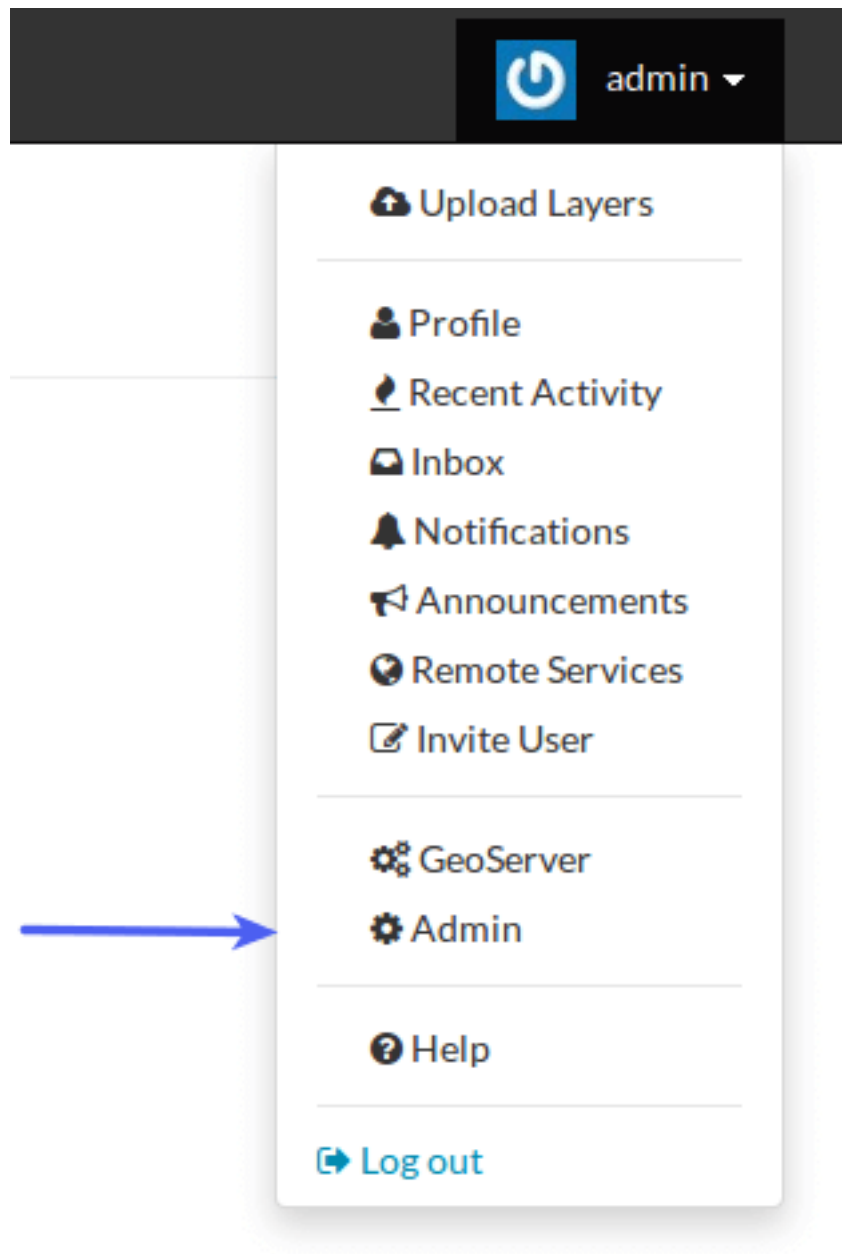 admin
Upload Layers
Profile
Recent Activity
Inbox
Notifications
Announcements
Remote Services
Invite User
GeoServer
Admin
Help
Log out